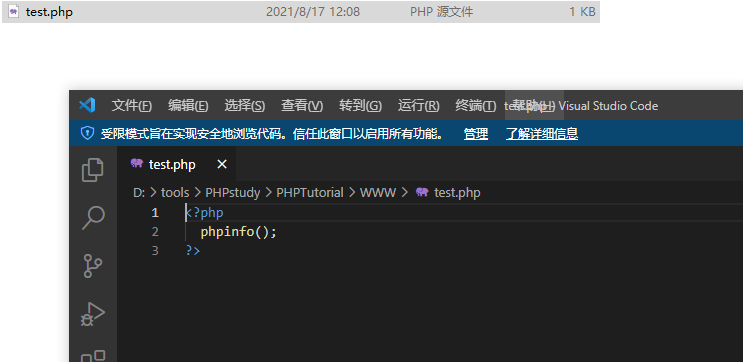 test.php 2021/8/17 12:08 PHP 源文件 1 KB
文件(F) 编辑(E) 选择(S) 查看(V) 转到(G) 运行(R) 终端(T) 帮助(H) test.php - Visual Studio Code
受限模式旨在实现安全地浏览代码。信任此窗口以启用所有功能。 管理 了解详细信息
test.php
D: > tools > PHPstudy > PHPTutorial > WWW > test.php
1 <?php
2 phpinfo();
3 ?>